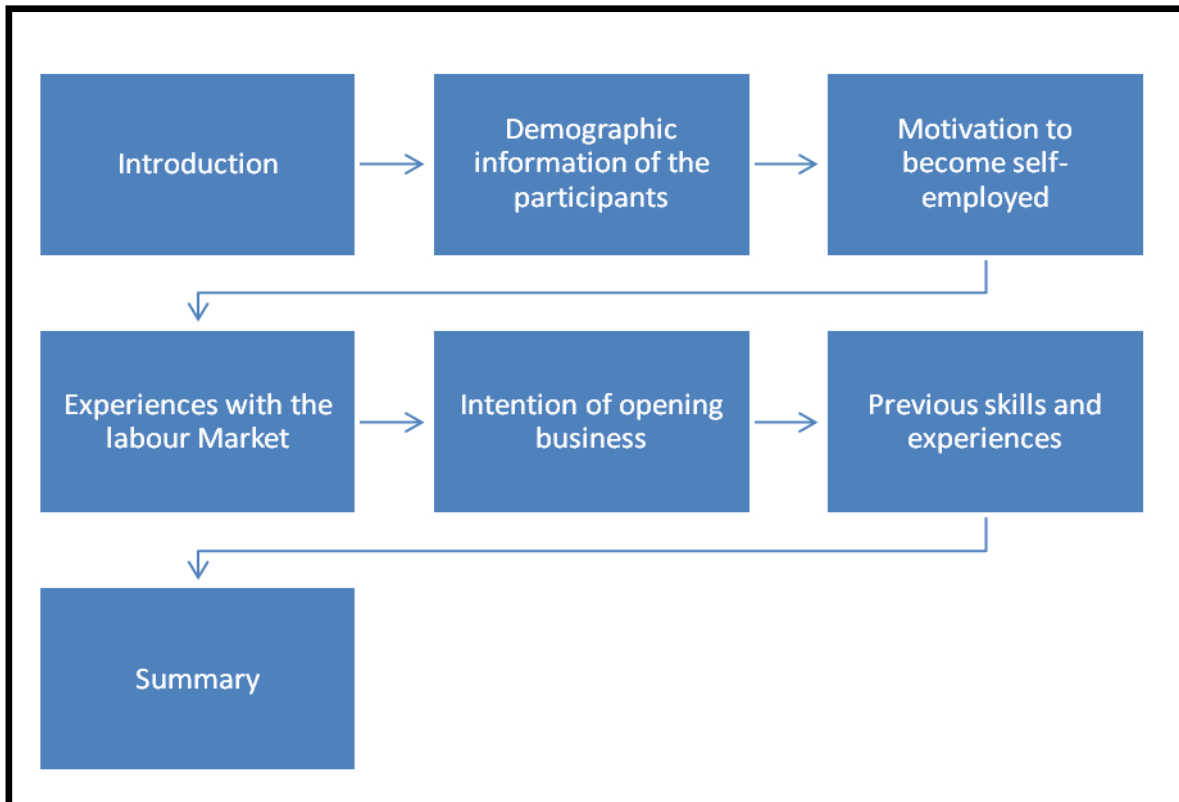 Introduction
Demographic
information of the
participants
Motivation to
become self-
employed
Experiences with the
labour Market
Intention of opening
business
Previous skills and
experiences
Summary